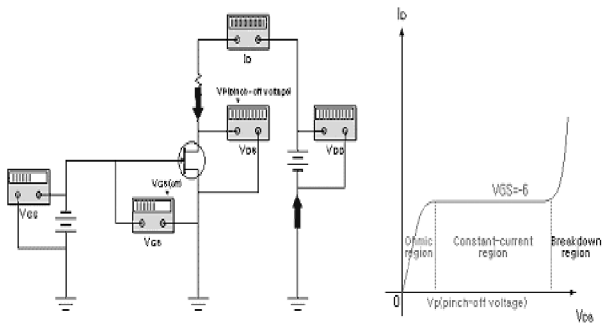 ID
VP(pinch-off voltage)
VDS
VDD
VGG
VGS(off)
VGS
ID
VGS=-6
Ohmic
region
Constant-current
region
Breakdown
region
0
Vp(pinch-off voltage)
VDS